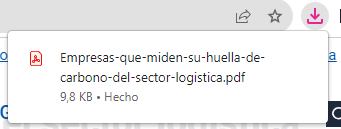 Empresas-que-miden-su-huella-de-
carbono-del-sector-logistica.pdf
9,8 KB • Hecho